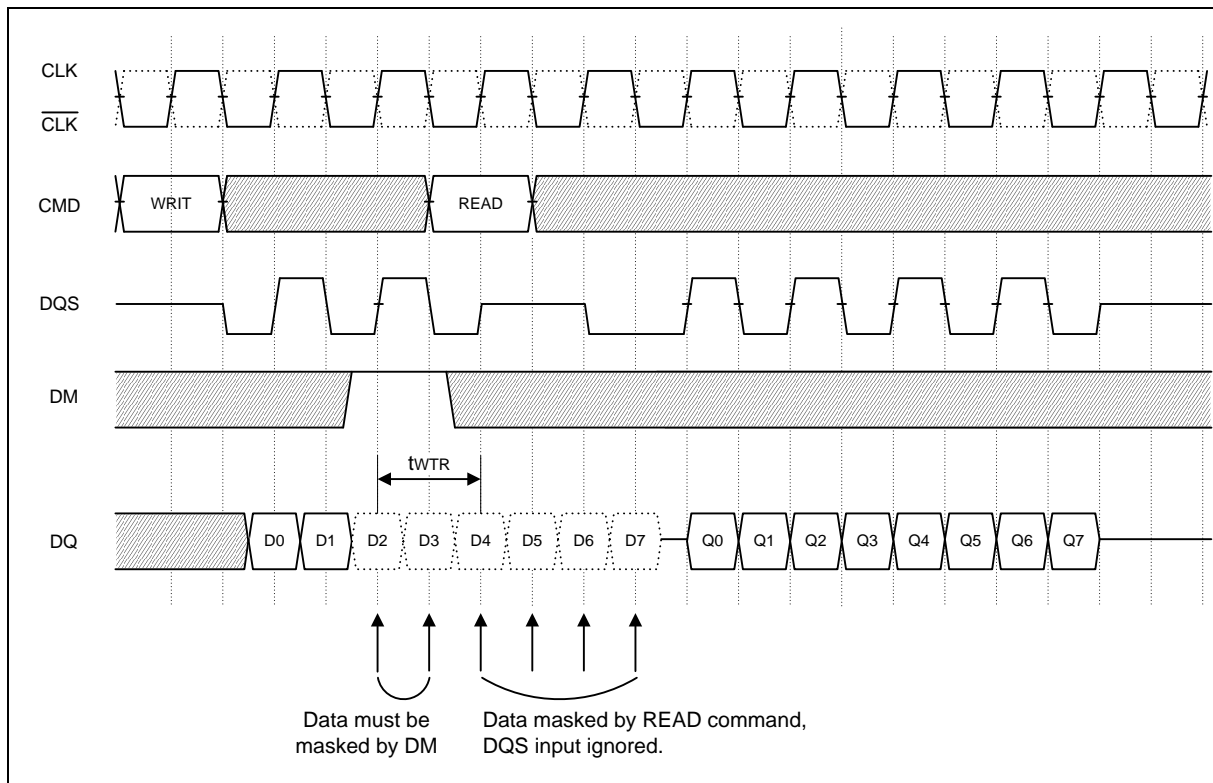 CLK
CLK
CMD
WRIT
READ
DQS
DM
tWTR
DQ
D0 D1 D2 D3 D4 D5 D6 D7 Q0 Q1 Q2 Q3 Q4 Q5 Q6 Q7
Data must be
masked by DM
Data masked by READ command,
DQS input ignored.